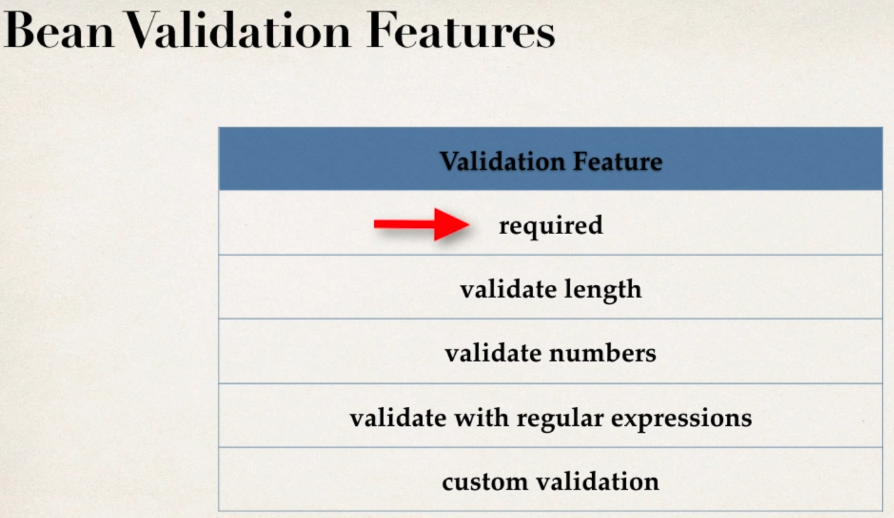 Bean Validation Features
Validation Feature
required
validate length
validate numbers
validate with regular expressions
custom validation